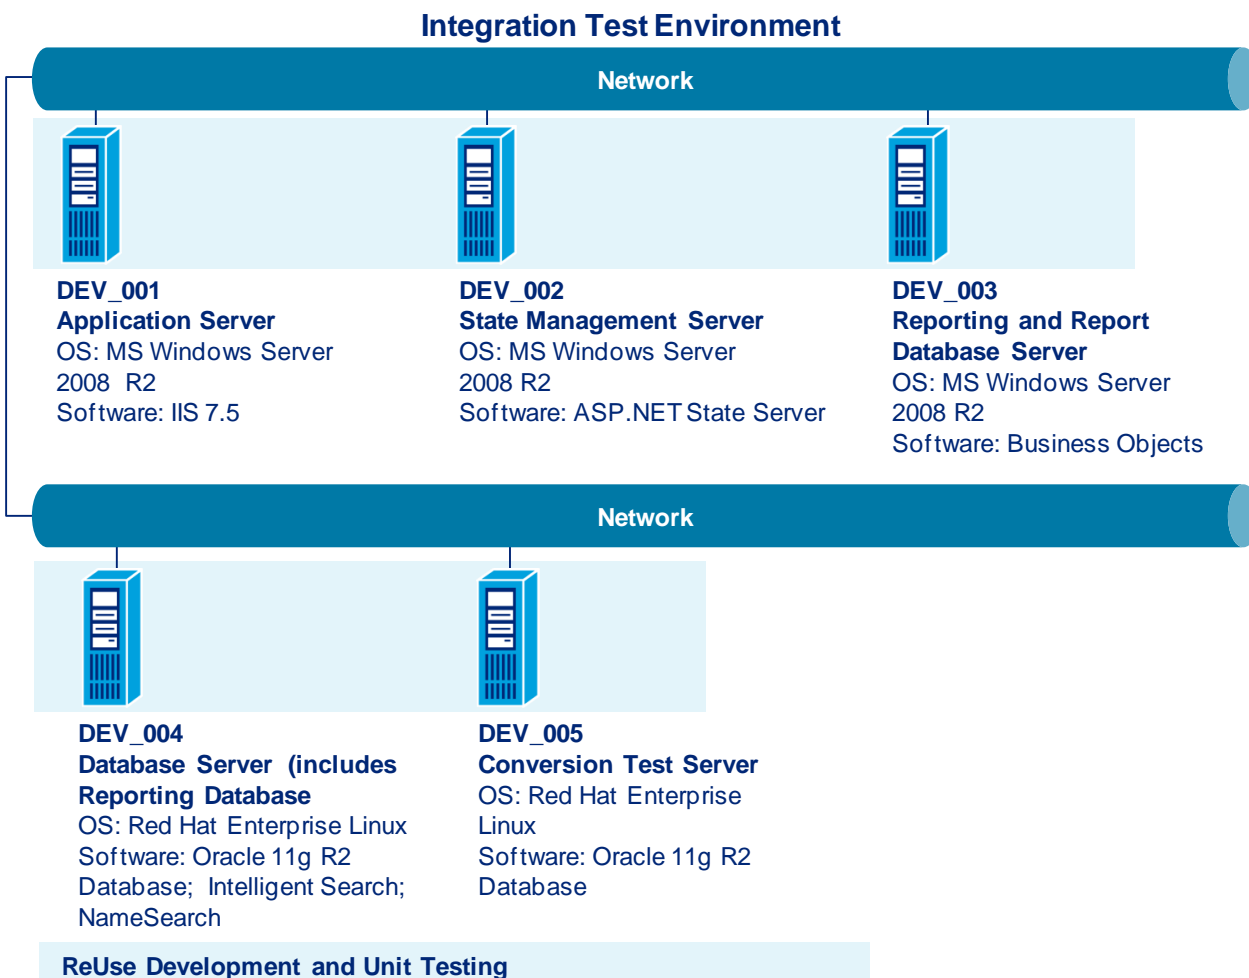 Integration Test Environment
Network
DEV_001
Application Server
OS: MS Windows Server
2008 R2
Software: IIS 7.5
DEV_002
State Management Server
OS: MS Windows Server
2008 R2
Software: ASP.NET State Server
DEV_003
Reporting and Report
Database Server
OS: MS Windows Server
2008 R2
Software: Business Objects
Network
DEV_004
Database Server (includes
Reporting Database
OS: Red Hat Enterprise Linux
Software: Oracle 11g R2
Database; Intelligent Search;
NameSearch
DEV_005
Conversion Test Server
OS: Red Hat Enterprise
Linux
Software: Oracle 11g R2
Database
ReUse Development and Unit Testing